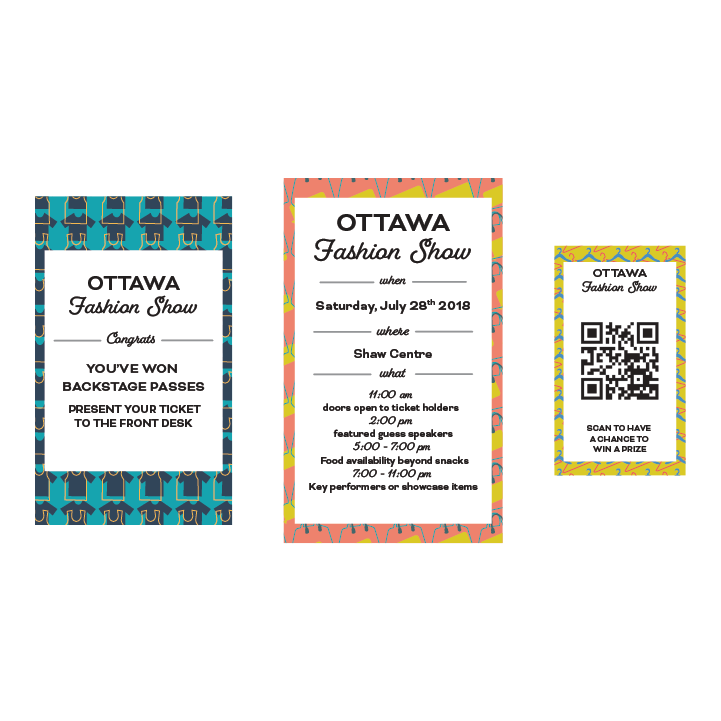 OTTAWA
Fashion Show
Congrats
YOU'VE WON
BACKSTAGE PASSES
PRESENT YOUR TICKET
TO THE FRONT DESK
OTTAWA
Fashion Show
when
Saturday, July 28th 2018
where
Shaw Centre
what
11:00 am
doors open to ticket holders
2:00 pm
featured guess speakers
5:00 - 7:00 pm
Food availability beyond snacks
7:00 - 11:00 pm
Key performers or showcase items
OTTAWA
Fashion Show
SCAN TO HAVE
A CHANCE TO
WIN A PRIZE